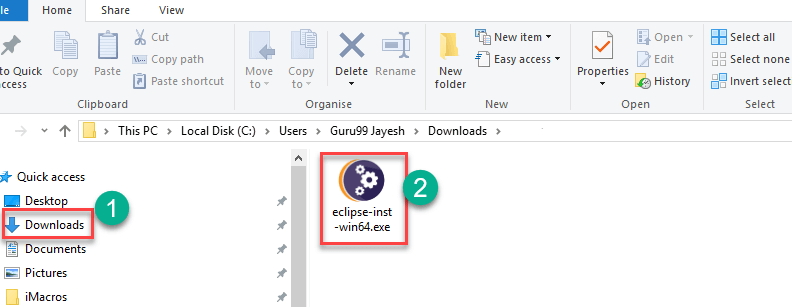 ile Home Share View
Cut
Copy path
Paste shortcut
to Quick
access
Copy
Paste
Clipboard
Move
to
Copy
to
Delete
Rename
Organise
New
folder
New item
Easy access
New
Properties
Open
Edit
History
Open
Select all
Select none
Invert select
Select
This PC > Local Disk (C:) > Users > Guru99 Jayesh > Downloads >
Quick access
Desktop
1
Downloads
Documents
Pictures
iMacros
2
eclipse-inst
-win64.exe